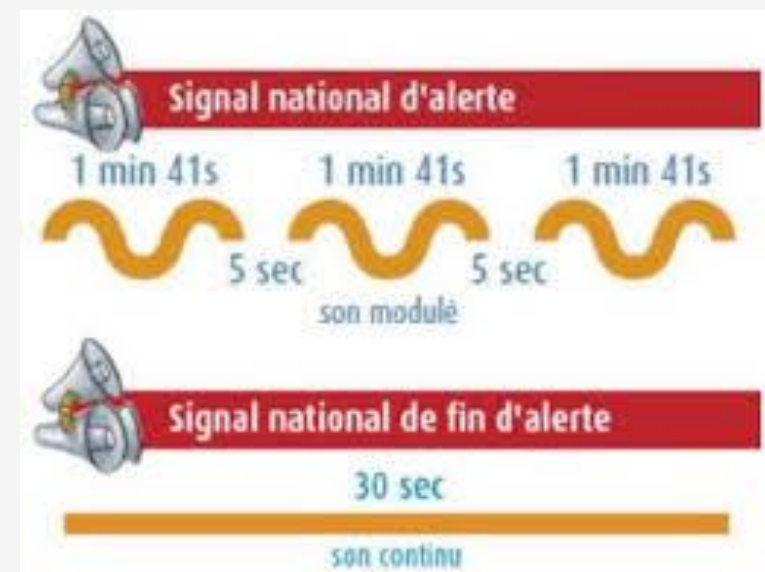 Signal national d'alerte
1 min 41s 1 min 41s 1 min 41s
5 sec 5 sec
son modulé
Signal national de fin d'alerte
30 sec
son continu